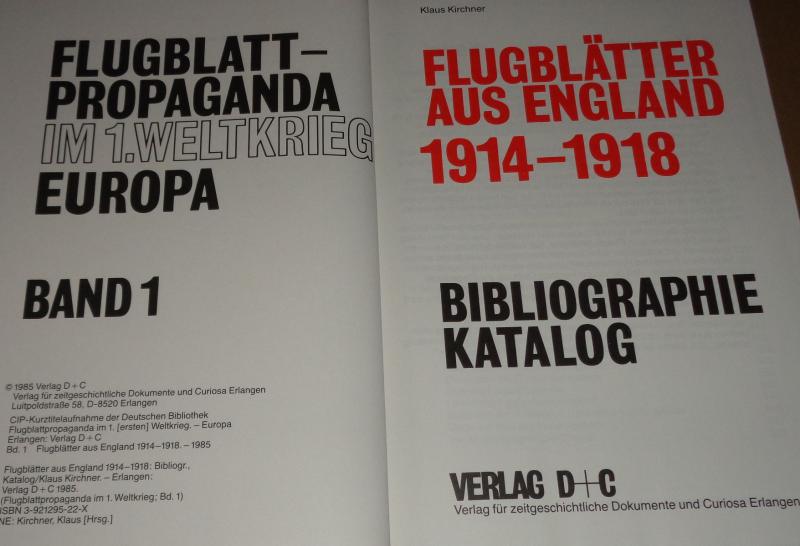 FLUGBLATT–
PROPAGANDA
IM 1. WELTKRIEG
EUROPA
BAND 1
© 1985 Verlag D + C
Verlag für zeitgeschichtliche Dokumente und Curiosa Erlangen
Luitpoldstraße 58, D-8520 Erlangen
CIP-Kurztitelaufnahme der Deutschen Bibliothek
Flugblattpropaganda im 1. [ersten] Weltkrieg. – Europa
Erlangen: Verlag D + C
Bd. 1 Flugblätter aus England 1914–1918. – 1985
Flugblätter aus England 1914–1918: Bibliogr.,
Katalog/Klaus Kirchner. – Erlangen:
Verlag D + C 1985.
(Flugblattpropaganda im 1. Weltkrieg; Bd. 1)
ISBN 3-921295-22-X
NE: Kirchner, Klaus [Hrsg.]
Klaus Kirchner
FLUGBLÄTTER
AUS ENGLAND
1914–1918
BIBLIOGRAPHIE
KATALOG
VERLAG D+C
Verlag für zeitgeschichtliche Dokumente und Curiosa Erlangen